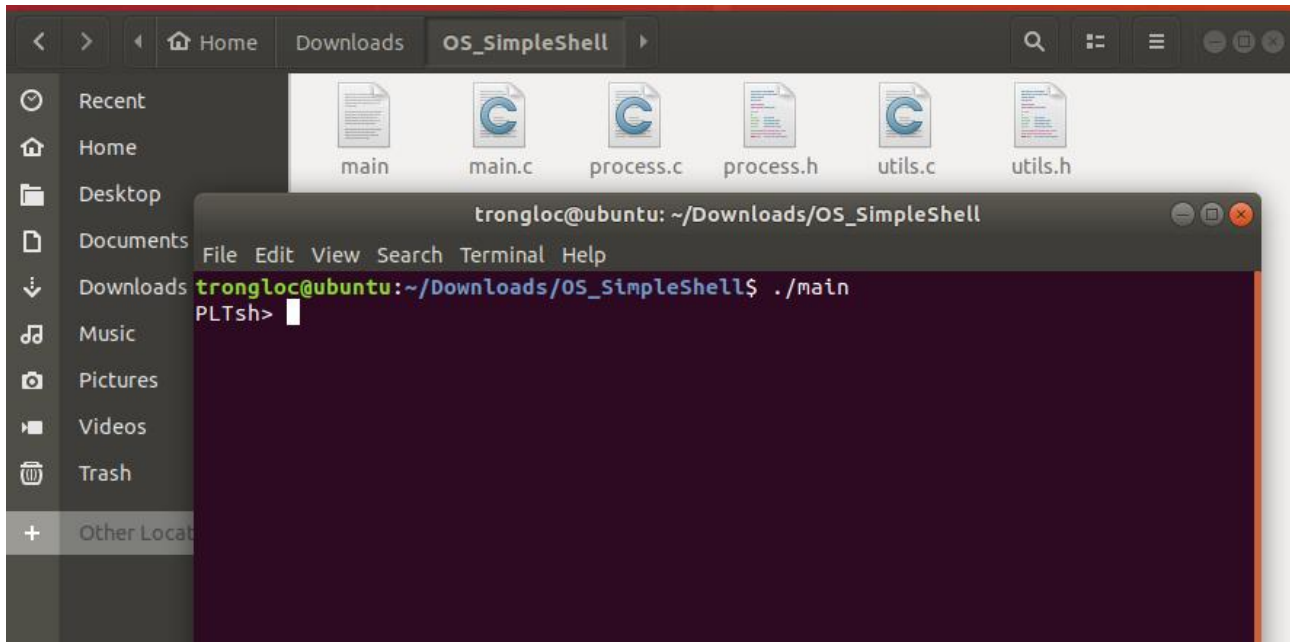 Home Downloads OS_SimpleShell
Recent
Home
Desktop
Documents
Downloads
Music
Pictures
Videos
Trash
Other Locat
main main.c process.c process.h utils.c utils.h
trongloc@ubuntu: ~/Downloads/OS_SimpleShell
File Edit View Search Terminal Help
trongloc@ubuntu:~/Downloads/OS_SimpleShell$ ./main
PLTsh>